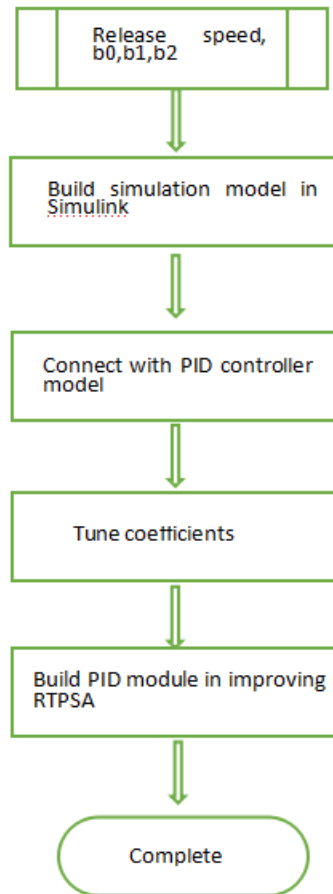 Release speed,
b0,b1,b2
Build simulation model in
Simulink
Connect with PID controller
model
Tune coefficients
Build PID module in improving
RTPSA
Complete